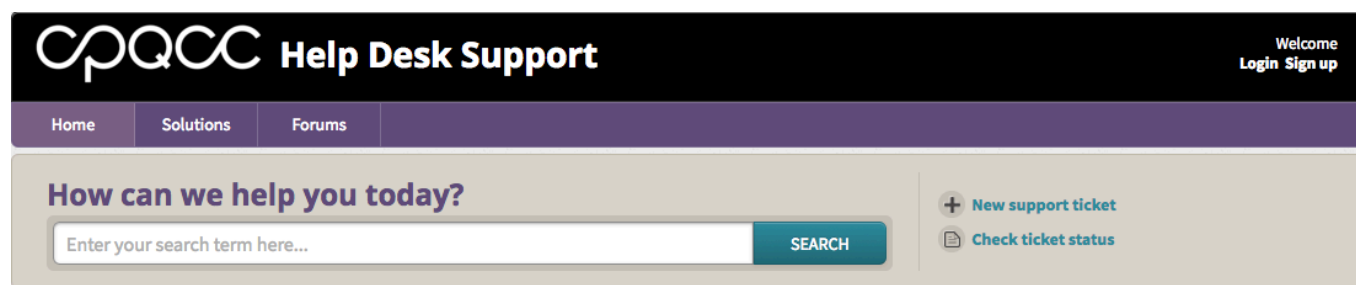 cpqcc Help Desk Support
Welcome
Login Sign up
Home Solutions Forums
How can we help you today?
Enter your search term here... SEARCH
New support ticket
Check ticket status